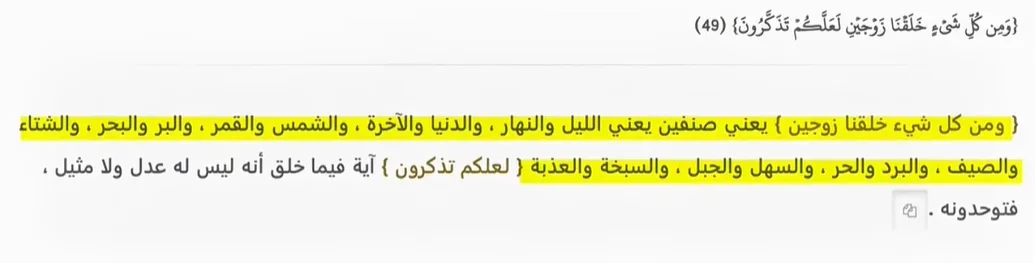 {وَمِن كُلِّ شَىْءٍ خَلَقْنَا زَوْجَيْنِ لَعَلَّكُمْ تَذَكَّرُونَ} (49)
{ ومن كل شيء خلقنا زوجين } يعني صنفين يعني الليل والنهار ، والدنيا والآخرة ، والشمس والقمر ، والبر والبحر ، والشتاء
والصيف ، والبرد والحر ، والسهل والجبل ، والسبخة والعذبة { لعلكم تذكرون } آية فيما خلق أنه ليس له عدل ولا مثيل ،
فتوحدونه .